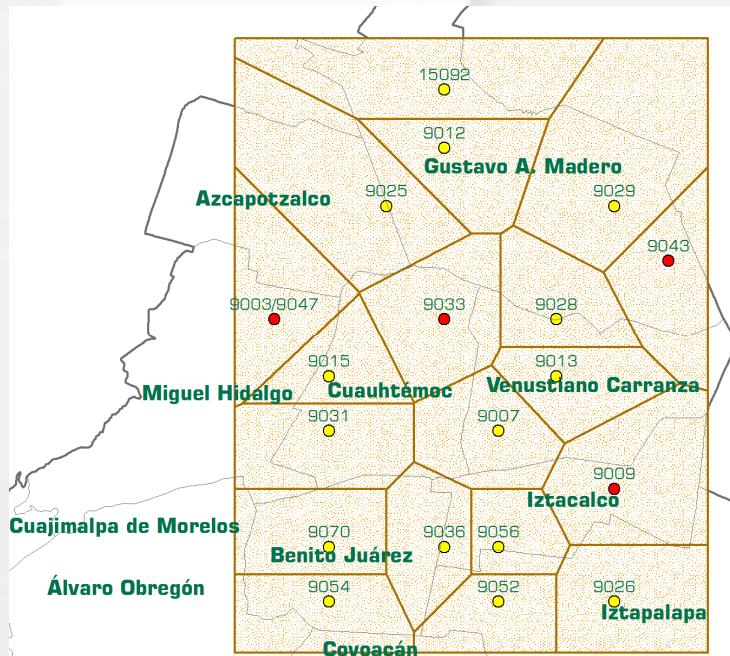 15092
9012
Gustavo A. Madero
9025
Azcapotzalco
9029
9043
9003/9047
9033
9028
9015
9013
Miguel Hidalgo
Cuauhtémoc
Venustiano Carranza
9031
9007
9009
Iztacalco
Cuajimalpa de Morelos
9070
9036
9056
Benito Juárez
Álvaro Obregón
9054
9052
9026
Iztapalapa
Coyoacán